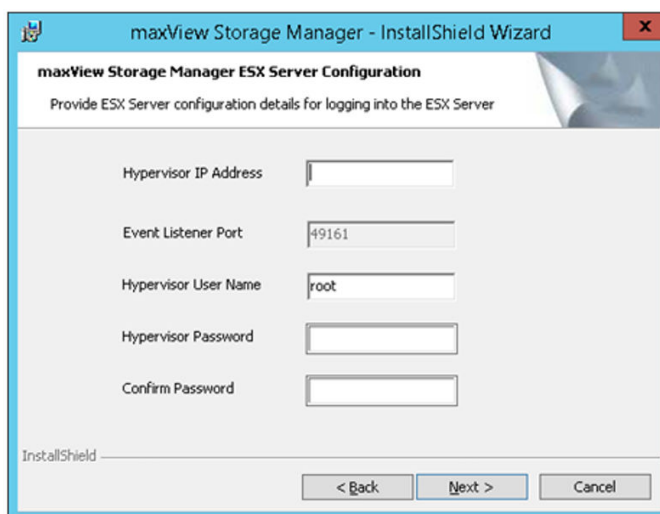 maxView Storage Manager - InstallShield Wizard
x
maxView Storage Manager ESX Server Configuration
Provide ESX Server configuration details for logging into the ESX Server
Hypervisor IP Address
Event Listener Port
49161
Hypervisor User Name
root
Hypervisor Password
Confirm Password
InstallShield
< Back
Next >
Cancel